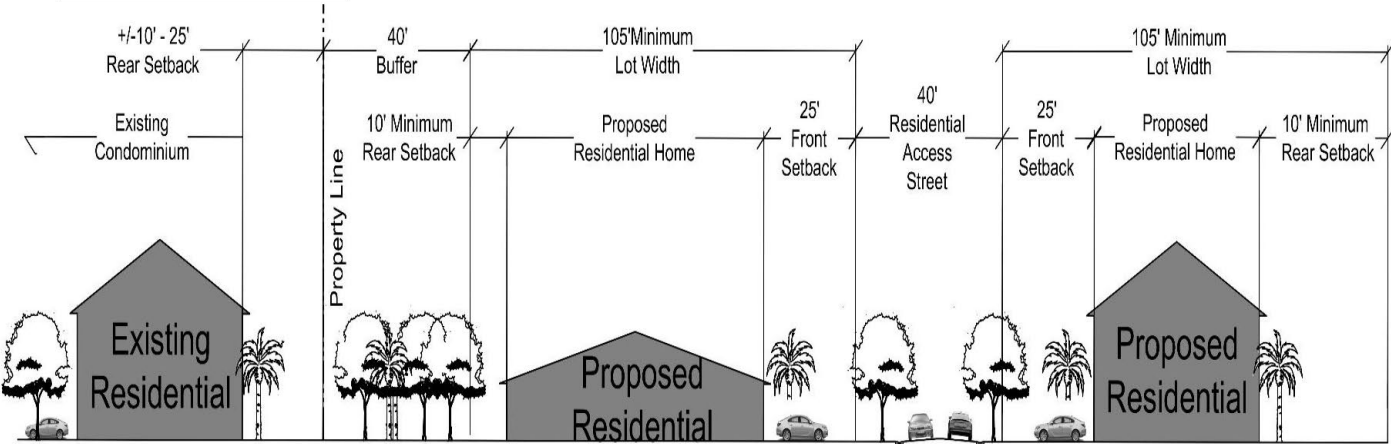 +/-10' - 25'
Rear Setback
40'
Buffer
105'Minimum
Lot Width
105' Minimum
Lot Width
Existing
Condominium
10' Minimum
Rear Setback
Proposed
Residential Home
25'
Front
Setback
40'
Residential
Access
Street
25'
Front
Setback
Proposed
Residential Home
10' Minimum
Rear Setback
Property Line
Existing
Residential
Proposed
Residential
Proposed
Residential